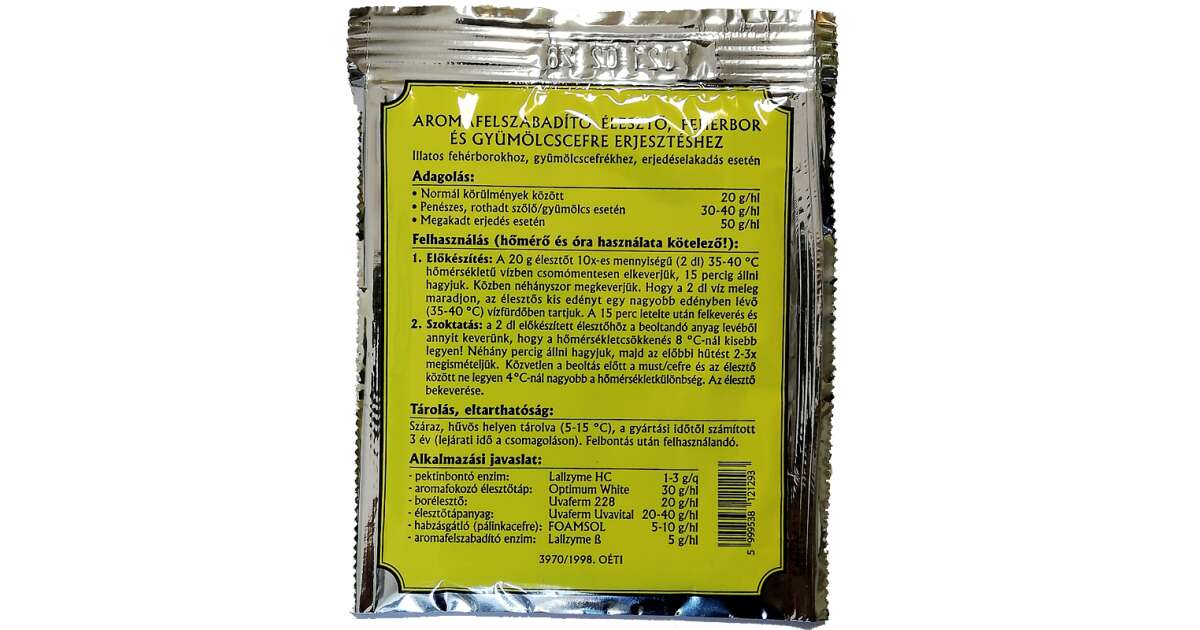 AROMAFELSZABADÍTÓ ÉLESZTŐ, FEHÉRBOR
ÉS GYÜMÖLCSCEFRE ERJESZTÉSHEZ
Illatos fehérborokhoz, gyümölcscefrékhez, erjedéselakadás esetén
Adagolás:
• Normál körülmények között 20 g/hl
• Penészes, rothadt szőlő/gyümölcs esetén 30-40 g/hl
• Megakadt erjedés esetén 50 g/hl
Felhasználás (hőmérő és óra használata kötelező!):
1. Előkészítés: A 20 g élesztőt 10x-es mennyiségű (2 dl) 35-40 °C
hőmérsékletű vízben csomómentesen elkeverjük, 15 percig állni
hagyjuk. Közben néhányszor megkeverjük. Hogy a 2 dl víz meleg
maradjon, az élesztős kis edényt egy nagyobb edényben lévő
(35-40 °C) vízfürdőben tartjuk. A 15 perc letelte után felkeverés és
2. Szoktatás: a 2 dl előkészített élesztőhöz a beoltandó anyag levéből
annyit keverünk, hogy a hőmérsékletcsökkenés 8 °C-nál kisebb
legyen! Néhány percig állni hagyjuk, majd az előbbi hűtést 2-3x
megismételjük. Közvetlen a beoltás előtt a must/cefre és az élesztő
között ne legyen 4°C-nál nagyobb a hőmérsékletkülönbség. Az élesztő
bekeverése.
Tárolás, eltarthatóság:
Száraz, hűvös helyen tárolva (5-15 °C), a gyártási időtől számított
3 év (lejárati idő a csomagoláson). Felbontás után felhasználandó.
Alkalmazási javaslat:
- pektinbontó enzim: Lallzyme HC 1-3 g/q
- aromafokozó élesztőtáp: Optimum White 30 g/hl
- borélesztő: Uvaferm 228 20 g/hl
- élesztőtápanyag: Uvaferm Uvavital 20-40 g/hl
- habzásgátló (pálinkacefre): FOAMSOL 5-10 g/hl
- aromafelszabadító enzim: Lallzyme ß 5 g/hl
3970/1998. OÉTI
5 999538 121293